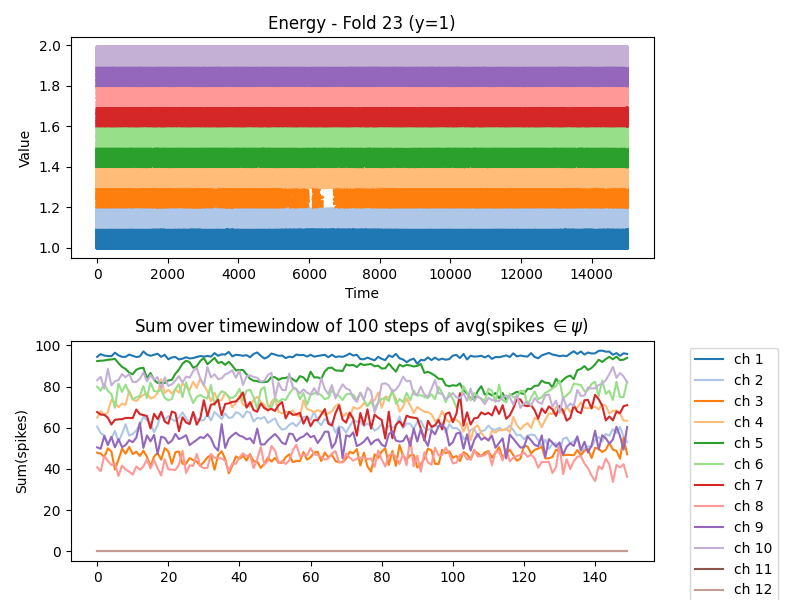 Energy - Fold 23 (y=1)
2.0
1.8
1.6
1.4
1.2
1.0
Value
0 2000 4000 6000 8000 10000 12000 14000
Time
Sum over timewindow of 100 steps of avg(spikes ∈ ψ)
100
80
60
40
20
0
Sum(spikes)
0 20 40 60 80 100 120 140
ch 1
ch 2
ch 3
ch 4
ch 5
ch 6
ch 7
ch 8
ch 9
ch 10
ch 11
ch 12